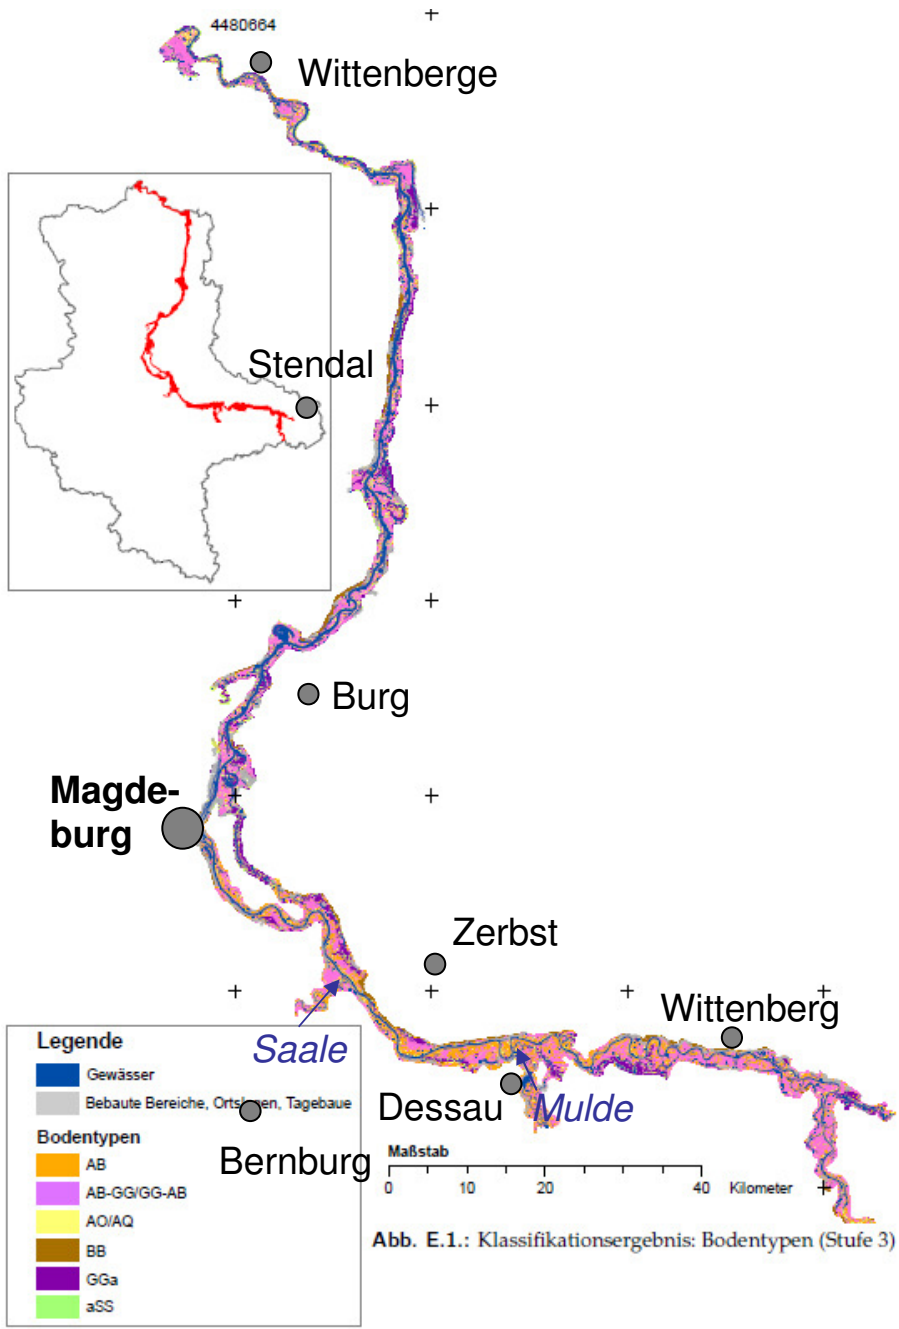 4480664
Wittenberge
Stendal
Burg
Magde-
burg
Zerbst
Wittenberg
Saale
Dessau
Mulde
Legende
Gewässer
Bebaute Bereiche, Ortslagen, Tagebaue
Bernburg
Bodentypen
AB
AB-GG/GG-AB
AO/AQ
BB
GGa
aSS
Maßstab
0 10 20 40 Kilometer
Abb. E.1.: Klassifikationsergebnis: Bodentypen (Stufe 3)